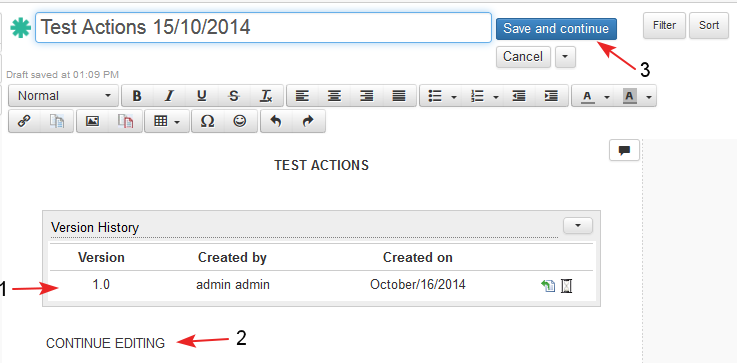 Test Actions 15/10/2014
Save and continue
Filter
Sort
Cancel
3
Draft saved at 01:09 PM
Normal B I U S Tx A A
Ω
TEST ACTIONS
Version History
Version Created by Created on
1 1.0 admin admin October/16/2014
CONTINUE EDITING 2